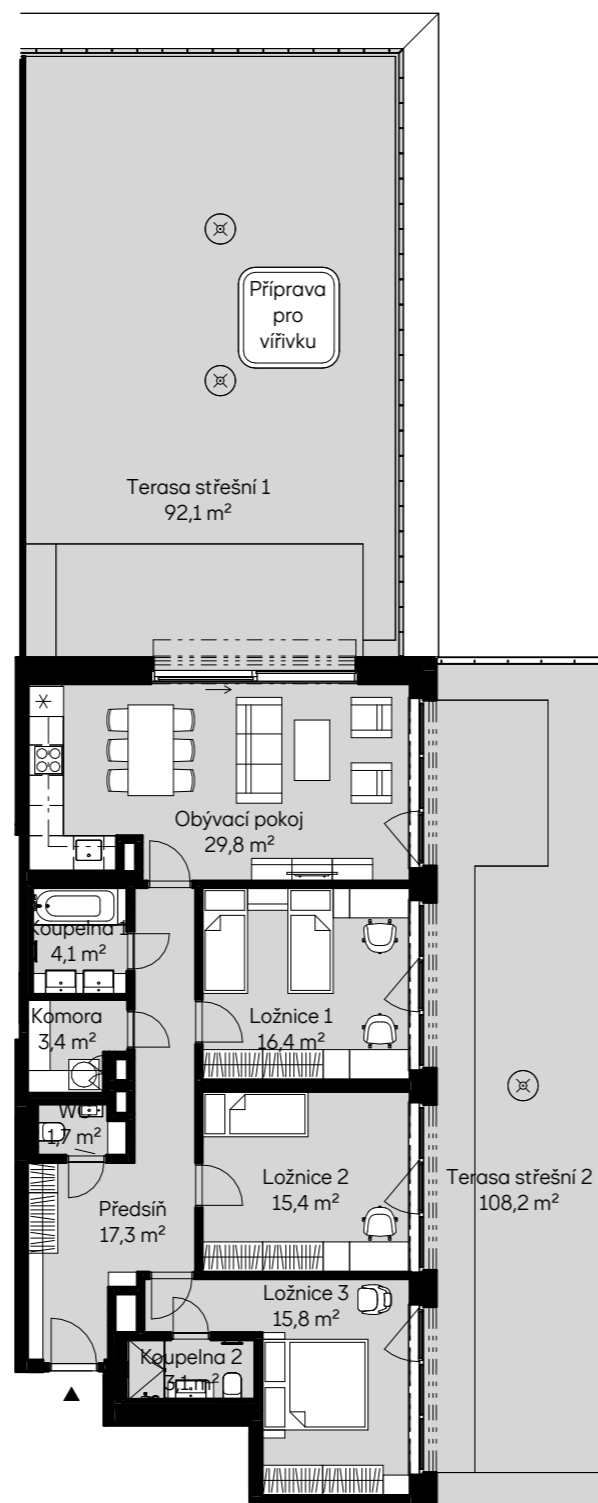 Příprava
pro
vířivku
Terasa střešní 1
92,1 m²
Obývací pokoj
29,8 m²
Koupelna 1
4,1 m²
Komora
3,4 m²
Ložnice 1
16,4 m²
WC
1,7 m²
Ložnice 2
15,4 m²
Terasa střešní 2
108,2 m²
Předsíň
17,3 m²
Ložnice 3
15,8 m²
Koupelna 2
3,1 m²